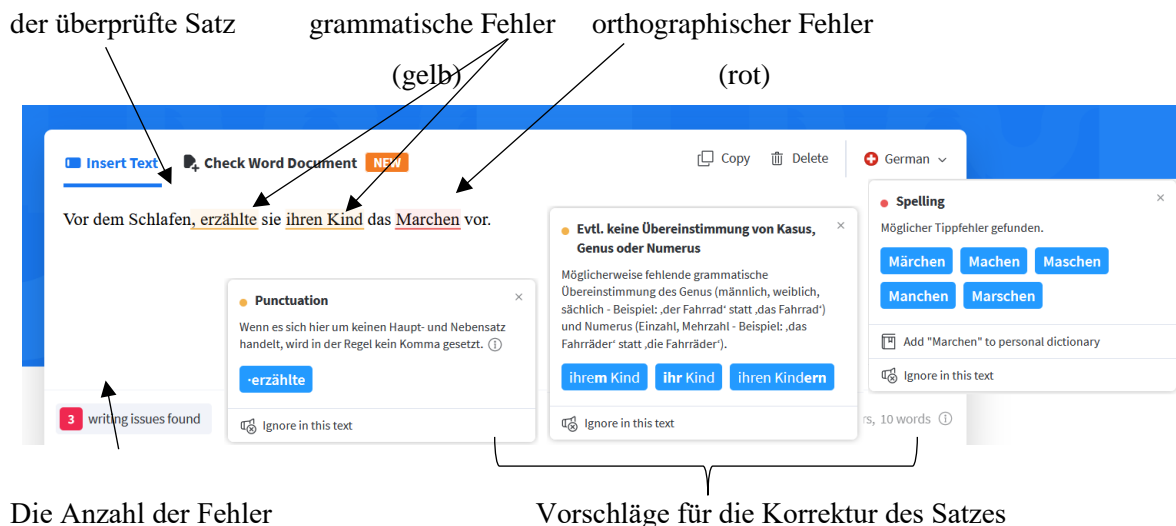 der überprüfte Satz grammatische Fehler orthographischer Fehler
(gelb) (rot)
Insert Text Check Word Document NEW Copy Delete German
Vor dem Schlafen, erzählte sie ihren Kind das Marchen vor.
Punctuation
Wenn es sich hier um keinen Haupt- und Nebensatz
handelt, wird in der Regel kein Komma gesetzt.
·erzählte
Ignore in this text
Evtl. keine Übereinstimmung von Kasus,
Genus oder Numerus
Möglicherweise fehlende grammatische
Übereinstimmung des Genus (männlich, weiblich,
sächlich - Beispiel: ‚der Fahrrad‘ statt ‚das Fahrrad‘)
und Numerus (Einzahl, Mehrzahl - Beispiel: ‚das
Fahrräder‘ statt ‚die Fahrräder‘).
ihrem Kind ihr Kind ihren Kindern
Ignore in this text
Spelling
Möglicher Tippfehler gefunden.
Märchen Machen Maschen
Manchen Marschen
Add "Marchen" to personal dictionary
Ignore in this text
3 writing issues found
rs, 10 words
Die Anzahl der Fehler Vorschläge für die Korrektur des Satzes